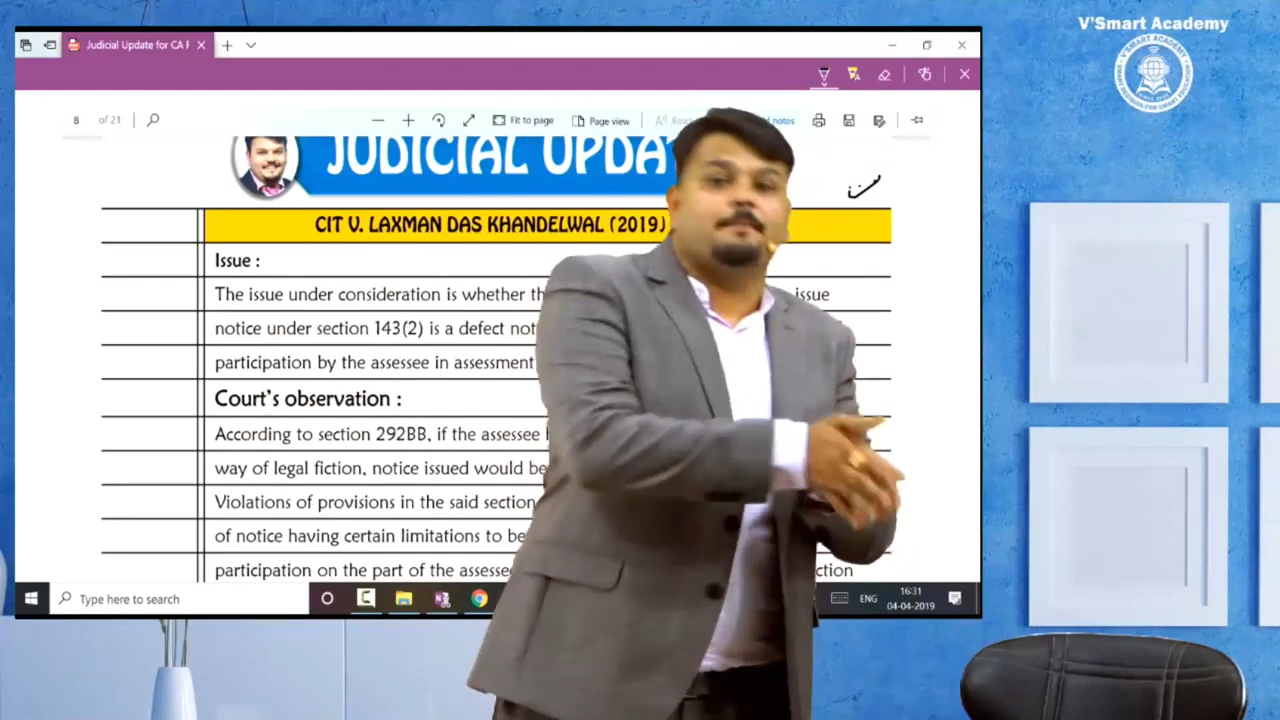 V'Smart Academy
V'SMART ACADEMY
Judicial Update for CA F
8 of 21
Fit to page
Page view
notes
JUDICIAL UPDAT
CIT V. LAXMAN DAS KHANDELWAL (2019)
Issue :
The issue under consideration is whether th issue
notice under section 143(2) is a defect not
participation by the assessee in assessment
Court's observation :
According to section 292BB, if the assessee
way of legal fiction, notice issued would be
Violations of provisions in the said section
of notice having certain limitations to be
participation on the part of the assesse ction
Type here to search
ENG
16:31
04-04-2019